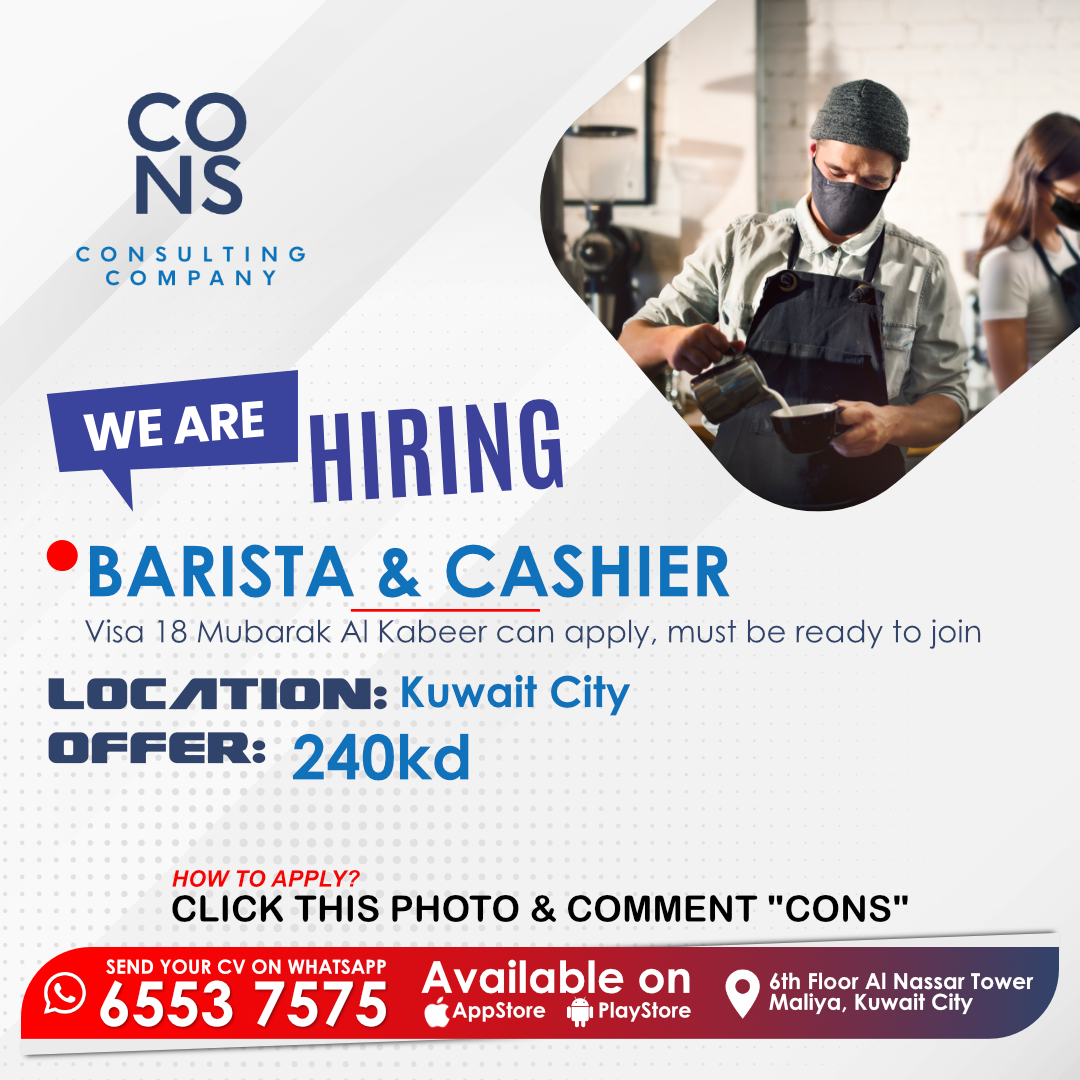 CO
NS
CONSULTING
COMPANY
WE ARE
HIRING
BARISTA & CASHIER
Visa 18 Mubarak Al Kabeer can apply, must be ready to join
LOCATION: Kuwait City
OFFER: 240kd
HOW TO APPLY?
CLICK THIS PHOTO & COMMENT "CONS"
SEND YOUR CV ON WHATSAPP
6553 7575
Available on
AppStore PlayStore
6th Floor Al Nassar Tower
Maliya, Kuwait City